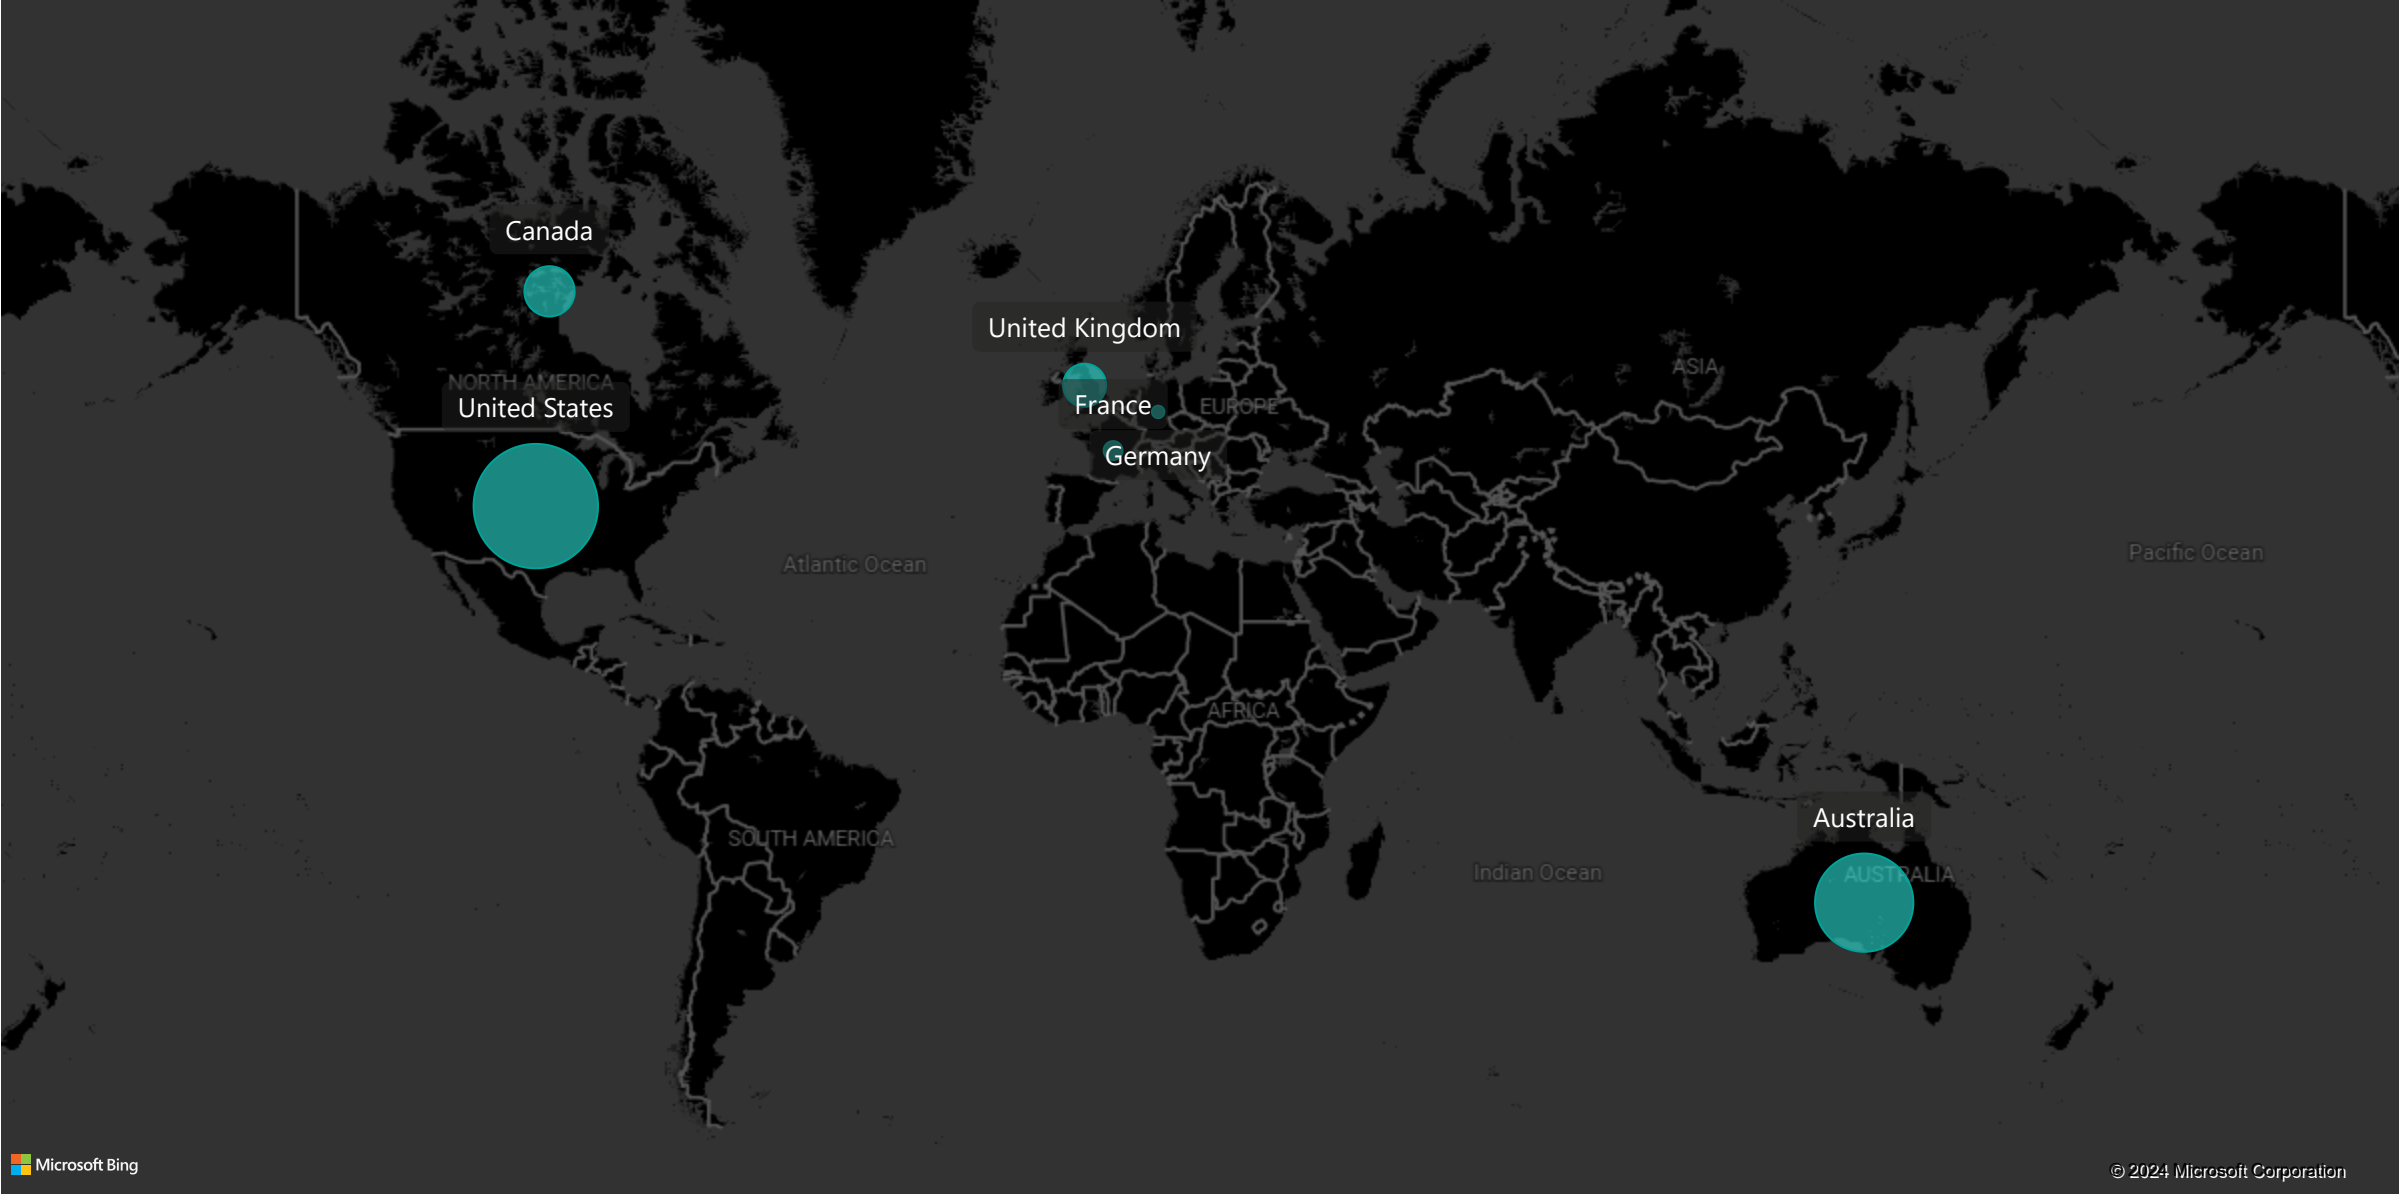 Canada
United Kingdom
ASIA
NORTH AMERICA
United States
France
EUROPE
Germany
Pacific Ocean
Atlantic Ocean
AFRICA
Australia
SOUTH AMERICA
Indian Ocean
AUSTRALIA
Microsoft Bing
© 2024 Microsoft Corporation